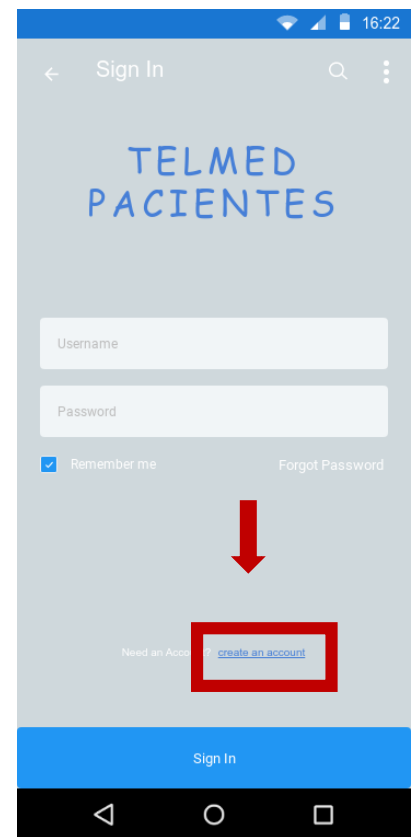 16:22
Sign In
TELMED
PACIENTES
Username
Password
Remember me Forgot Password
Need an ? create an account
Sign In